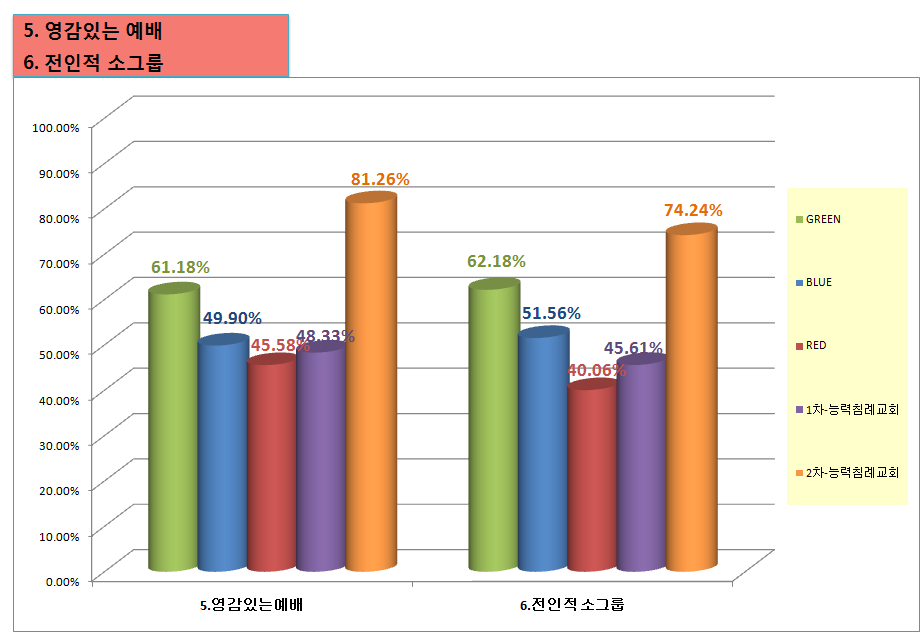 5. 영감있는 예배
6. 전인적 소그룹
100.00%
90.00%
80.00%
70.00%
60.00%
50.00%
40.00%
30.00%
20.00%
10.00%
0.00%
61.18%
49.90%
45.58%
48.33%
81.26%
62.18%
51.56%
40.06%
45.61%
74.24%
5.영감있는예배
6.전인적 소그룹
GREEN
BLUE
RED
1차-능력침례교회
2차-능력침례교회